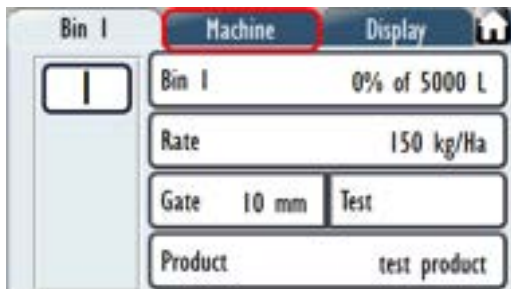 Bin 1 Machine Display
1
Bin 1 0% of 5000 L
Rate 150 kg/Ha
Gate 10 mm Test
Product test product